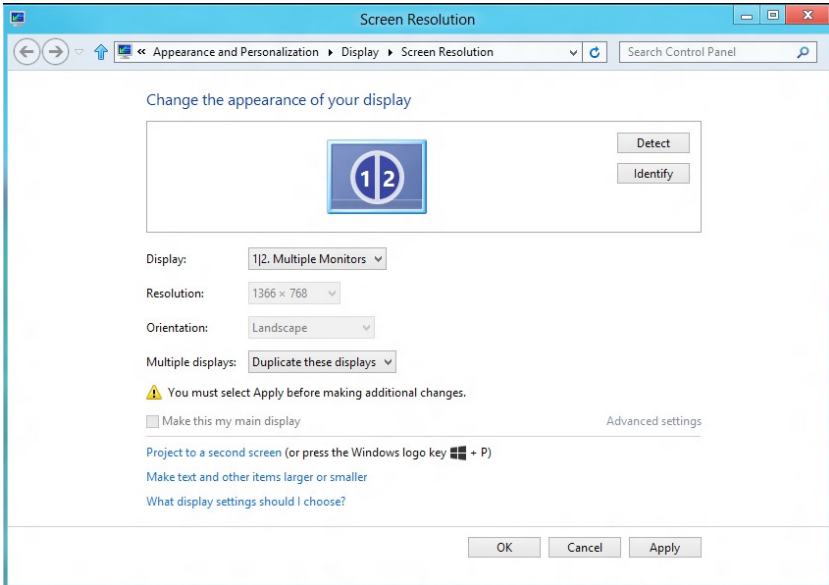 Screen Resolution
« Appearance and Personalization Display Screen Resolution Search Control Panel
Change the appearance of your display
Detect
1 2
Identify
Display: 1|2. Multiple Monitors
Resolution: 1366 × 768
Orientation: Landscape
Multiple displays: Duplicate these displays
You must select Apply before making additional changes.
Make this my main display Advanced settings
Project to a second screen (or press the Windows logo key + P)
Make text and other items larger or smaller
What display settings should I choose?
OK Cancel Apply